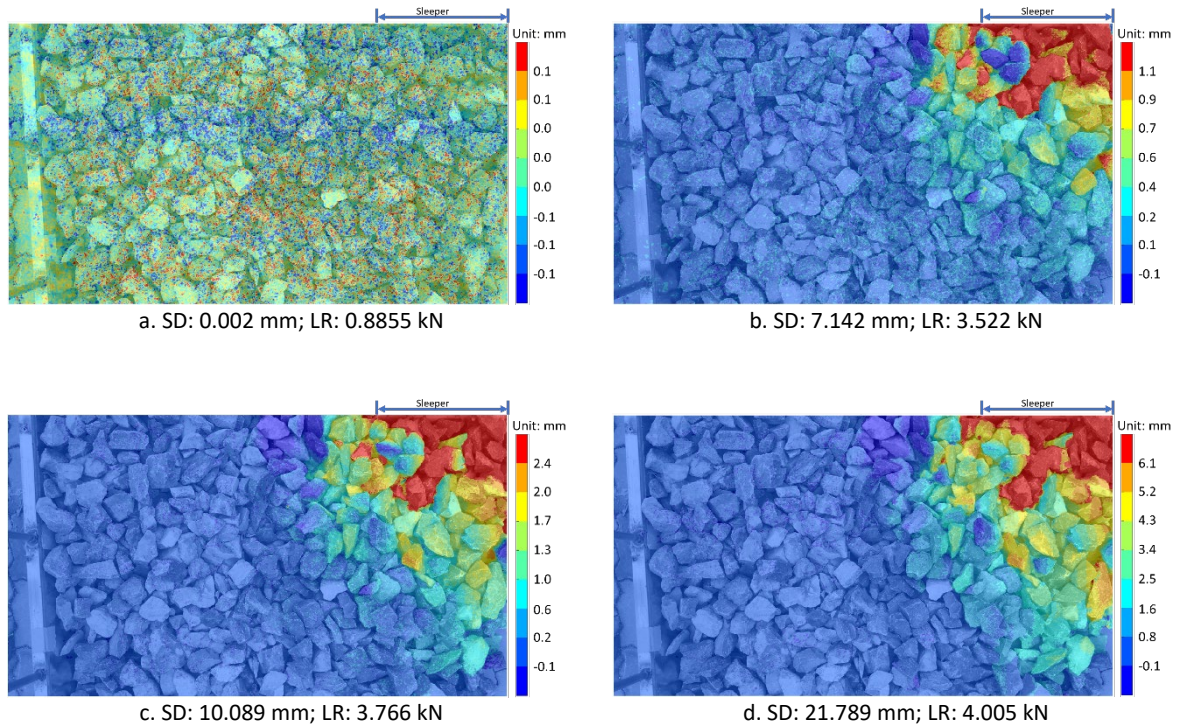 Sleeper
Unit: mm
0.1
0.1
0.0
0.0
0.0
-0.1
-0.1
-0.1
a. SD: 0.002 mm; LR: 0.8855 kN
Sleeper
Unit: mm
1.1
0.9
0.7
0.6
0.4
0.2
0.1
-0.1
b. SD: 7.142 mm; LR: 3.522 kN
Sleeper
Unit: mm
2.4
2.0
1.7
1.3
1.0
0.6
0.2
-0.1
c. SD: 10.089 mm; LR: 3.766 kN
Sleeper
Unit: mm
6.1
5.2
4.3
3.4
2.5
1.6
0.8
-0.1
d. SD: 21.789 mm; LR: 4.005 kN